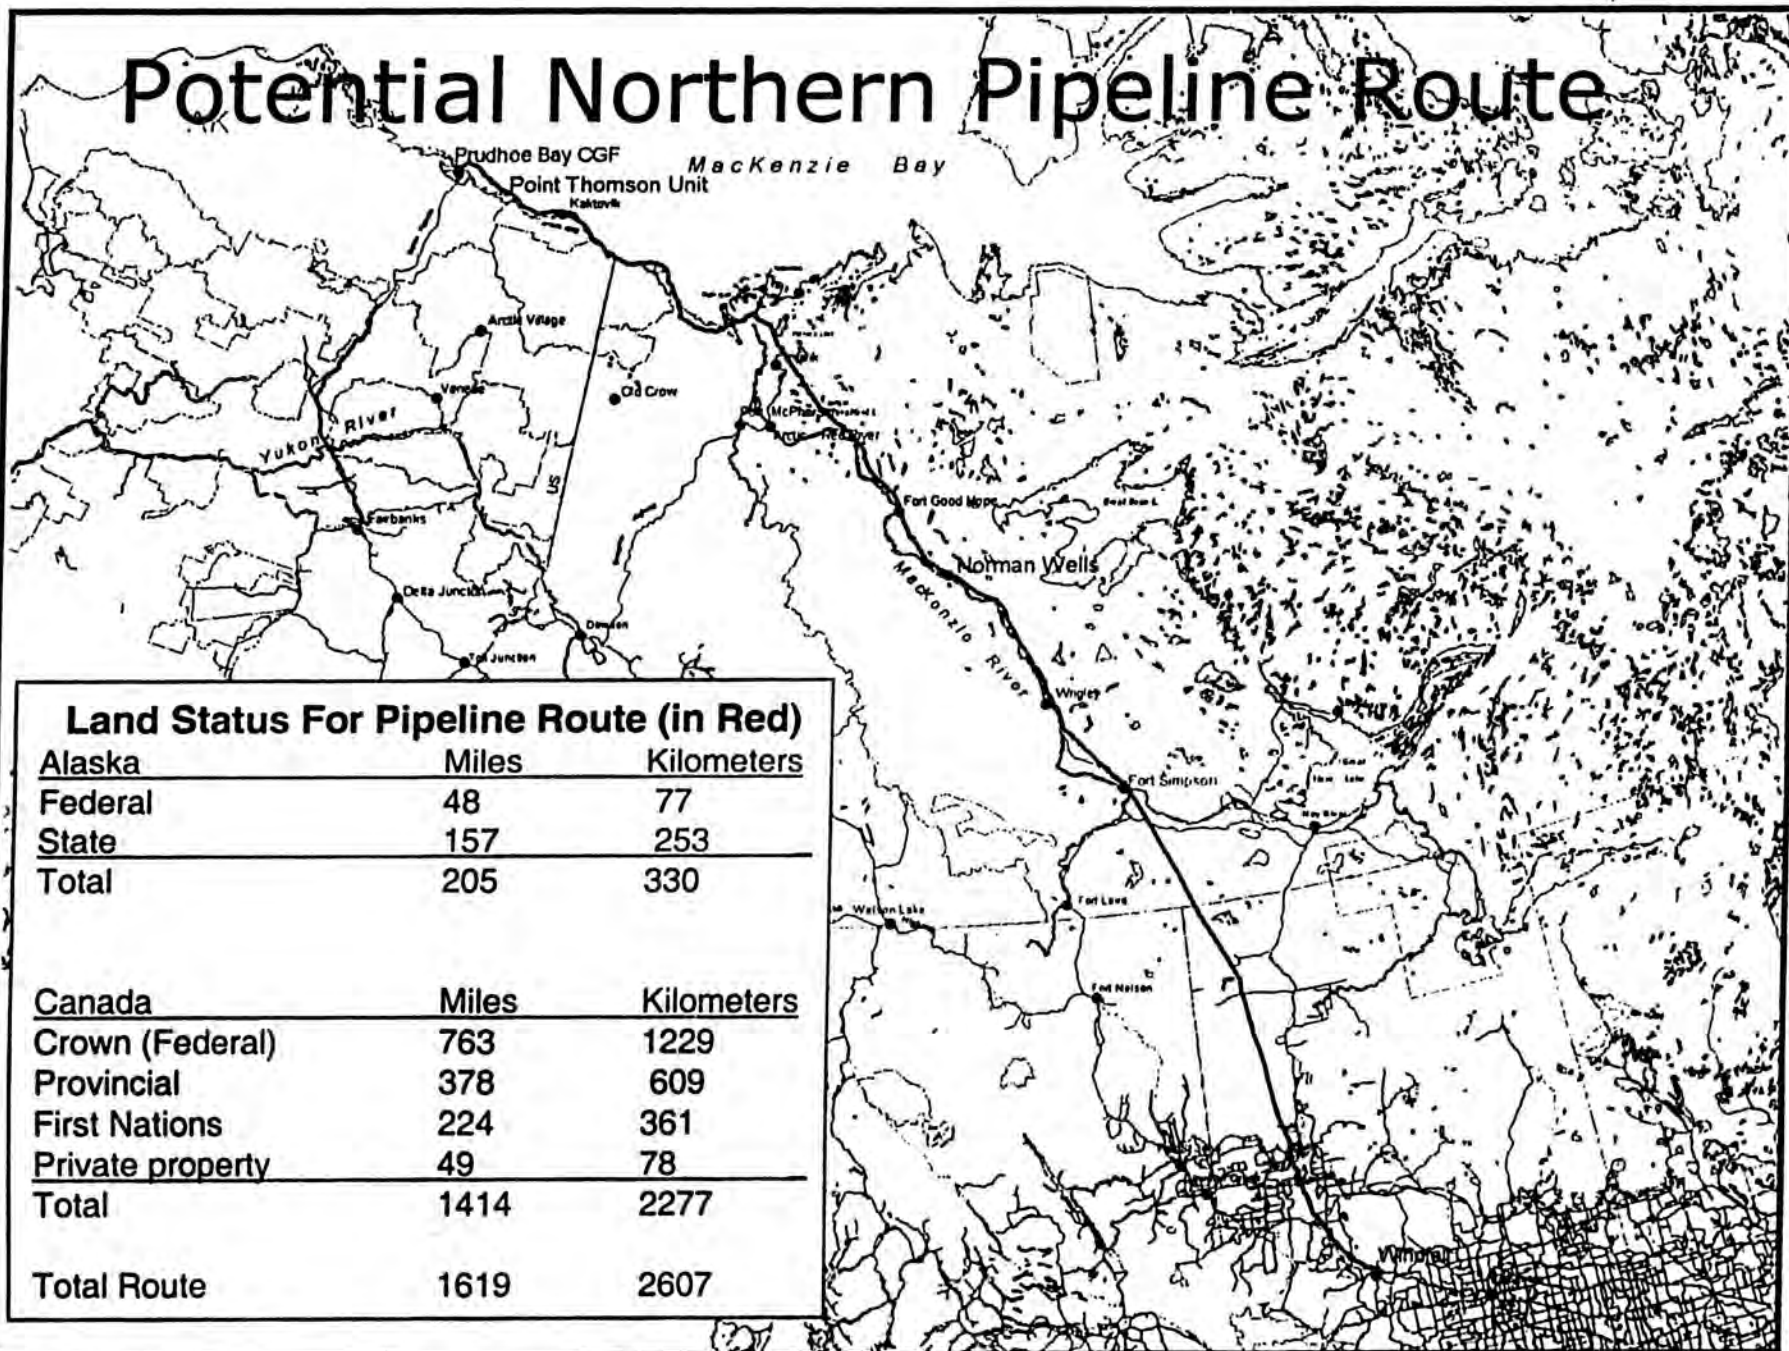 Potential Northern Pipeline Route
Prudhoe Bay CGF
MacKenzie Bay
Point Thomson Unit
Kaktovik
Arctic Village
Venetie
Old Crow
Yukon River
US
Fort Good Hope
Fairbanks
Norman Wells
MacKenzie River
Delta Junction
Dawson
Tok Junction
Wrigley
Fort Simpson
Watson Lake
Fort Nelson
Land Status For Pipeline Route (in Red)
Alaska Miles Kilometers
Federal 48 77
State 157 253
Total 205 330
Canada Miles Kilometers
Crown (Federal) 763 1229
Provincial 378 609
First Nations 224 361
Private property 49 78
Total 1414 2277
Total Route 1619 2607